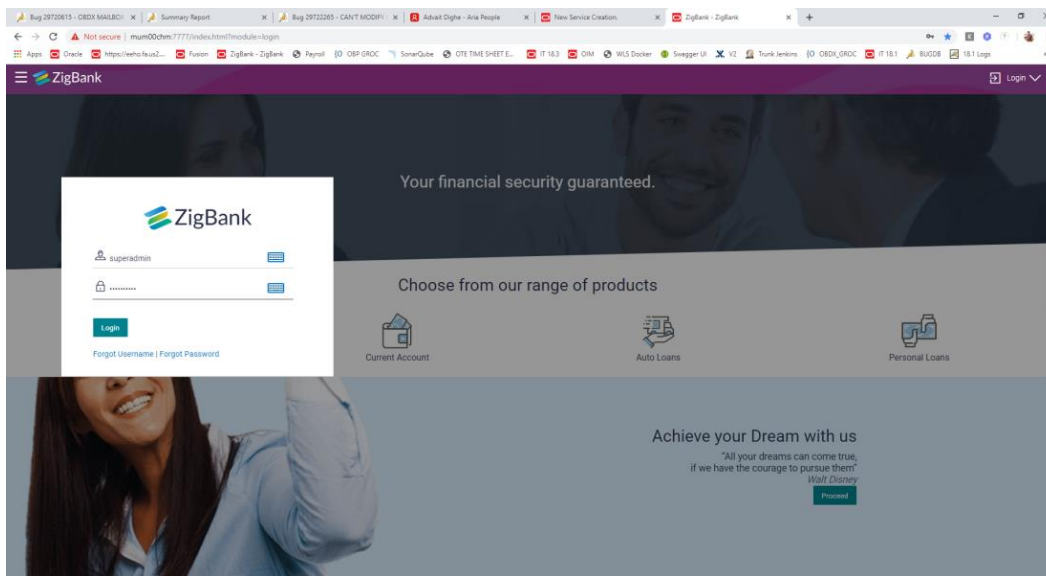 Bug 29720615 - OBDX MAILBOX
Summary Report
Bug 29722265 - CAN'T MODIFY
Advait Dighe - Aria People
New Service Creation.
ZigBank - ZigBank
Not secure | mum00chm:7777/index.html?module=login
Apps
Oracle
https://eeho.fa.us2...
Fusion
ZigBank - ZigBank
Payroll
OBP GROC
SonarQube
OTE TIME SHEET E...
IT 18.3
OIM
WLS Docker
Swagger UI
V2
Trunk Jenkins
OBDX_GROC
IT 18.1
BUGDB
18.1 Logs
ZigBank
Login
Your financial security guaranteed.
ZigBank
superadmin
..........
Login
Forgot Username | Forgot Password
Choose from our range of products
Current Account
Auto Loans
Personal Loans
Achieve your Dream with us
"All your dreams can come true,
if we have the courage to pursue them"
Walt Disney
Proceed